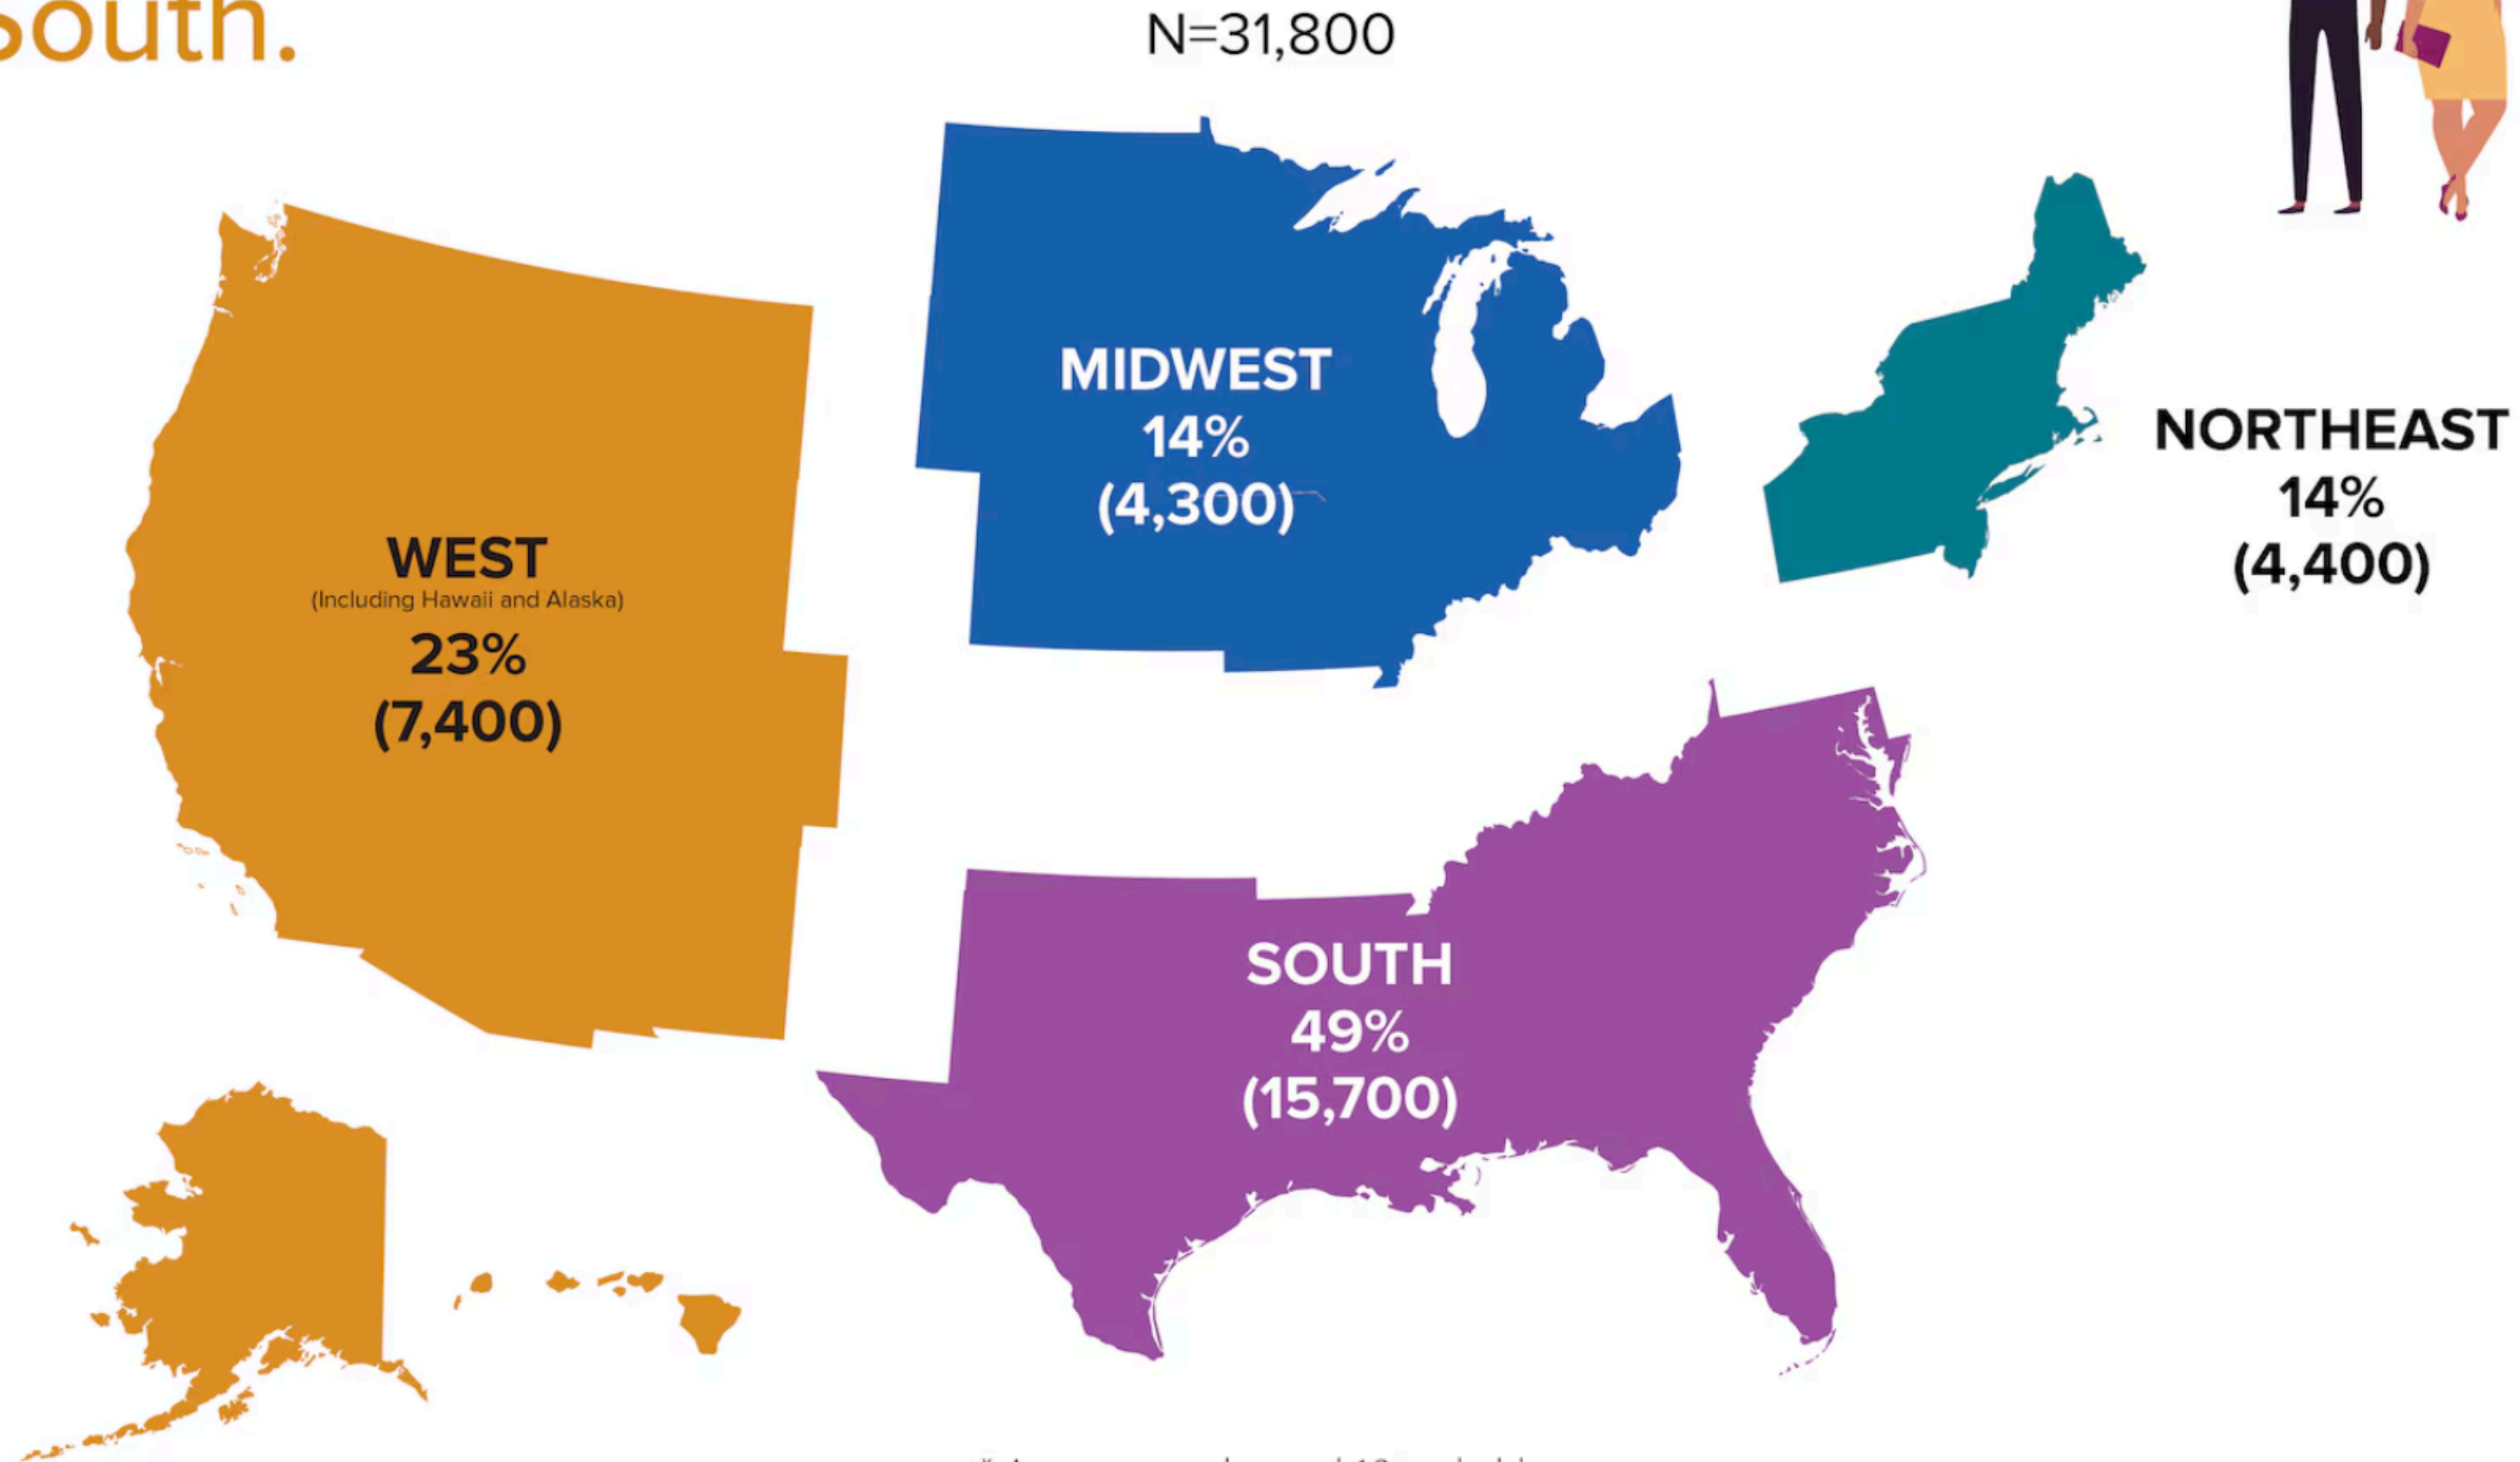 South.
N=31,800
MIDWEST
14%
(4,300)
NORTHEAST
14%
(4,400)
WEST
(Including Hawaii and Alaska)
23%
(7,400)
SOUTH
49%
(15,700)